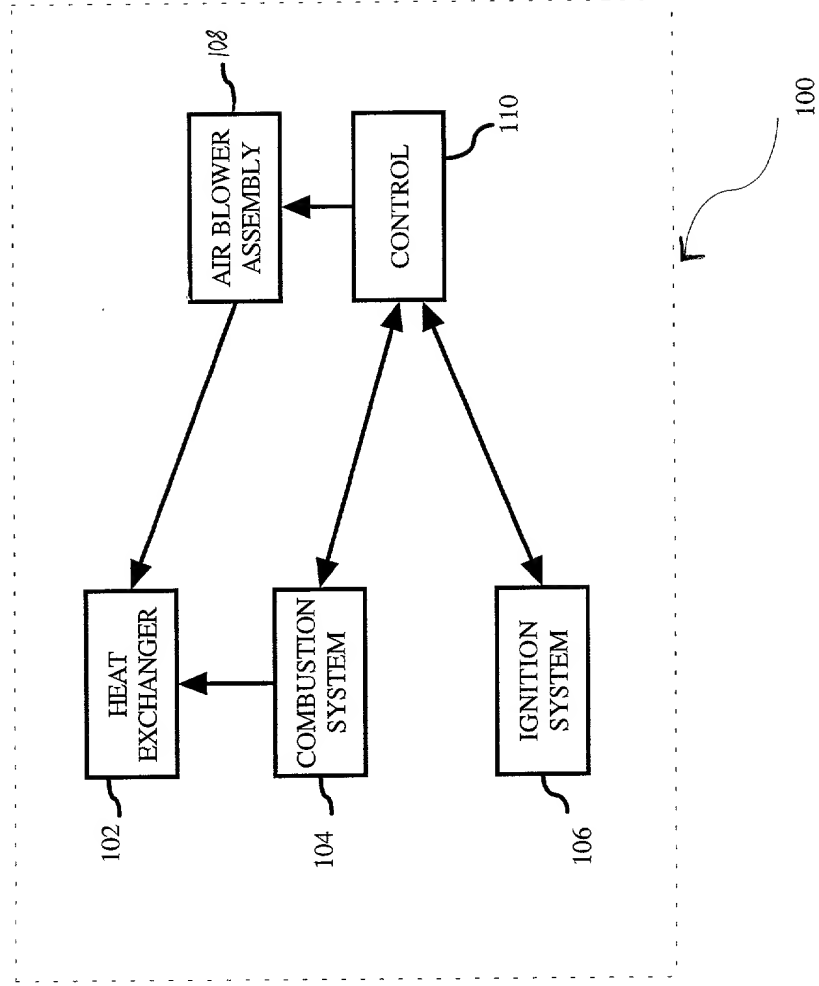 102
HEAT
EXCHANGER
104
COMBUSTION
SYSTEM
106
IGNITION
SYSTEM
AIR BLOWER
ASSEMBLY
108
CONTROL
110
100